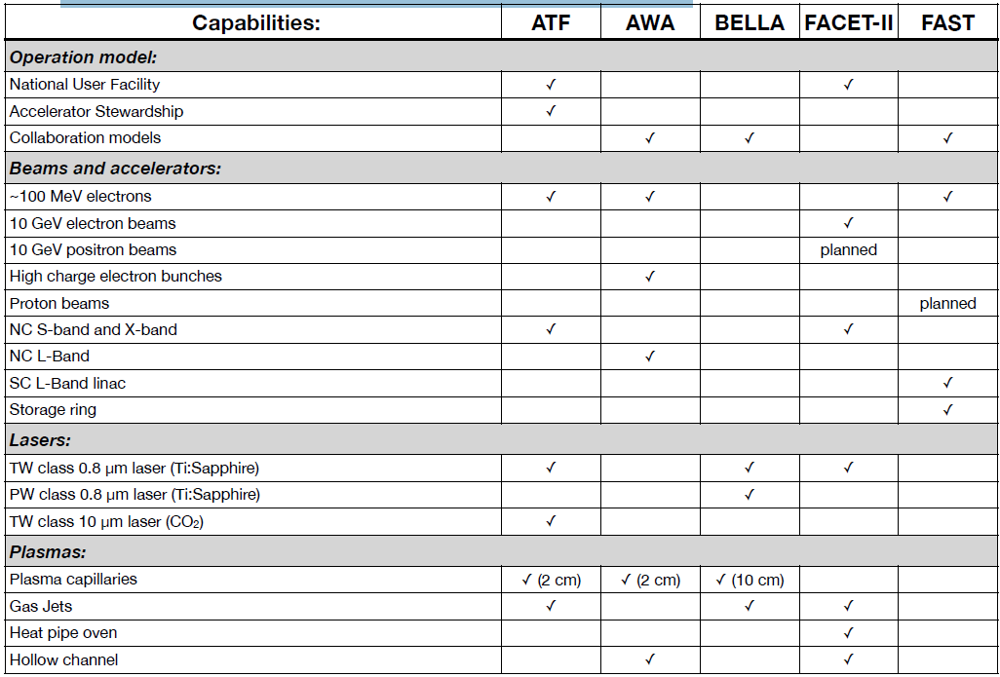 Capabilities: ATF AWA BELLA FACET-II FAST
Operation model:
National User Facility ✓ ✓
Accelerator Stewardship ✓
Collaboration models ✓ ✓ ✓
Beams and accelerators:
~100 MeV electrons ✓ ✓ ✓
10 GeV electron beams ✓
10 GeV positron beams planned
High charge electron bunches ✓
Proton beams planned
NC S-band and X-band ✓ ✓
NC L-Band ✓
SC L-Band linac ✓
Storage ring ✓
Lasers:
TW class 0.8 µm laser (Ti:Sapphire) ✓ ✓ ✓
PW class 0.8 µm laser (Ti:Sapphire) ✓
TW class 10 µm laser (CO₂) ✓
Plasmas:
Plasma capillaries ✓ (2 cm) ✓ (2 cm) ✓ (10 cm)
Gas Jets ✓ ✓ ✓
Heat pipe oven ✓
Hollow channel ✓ ✓